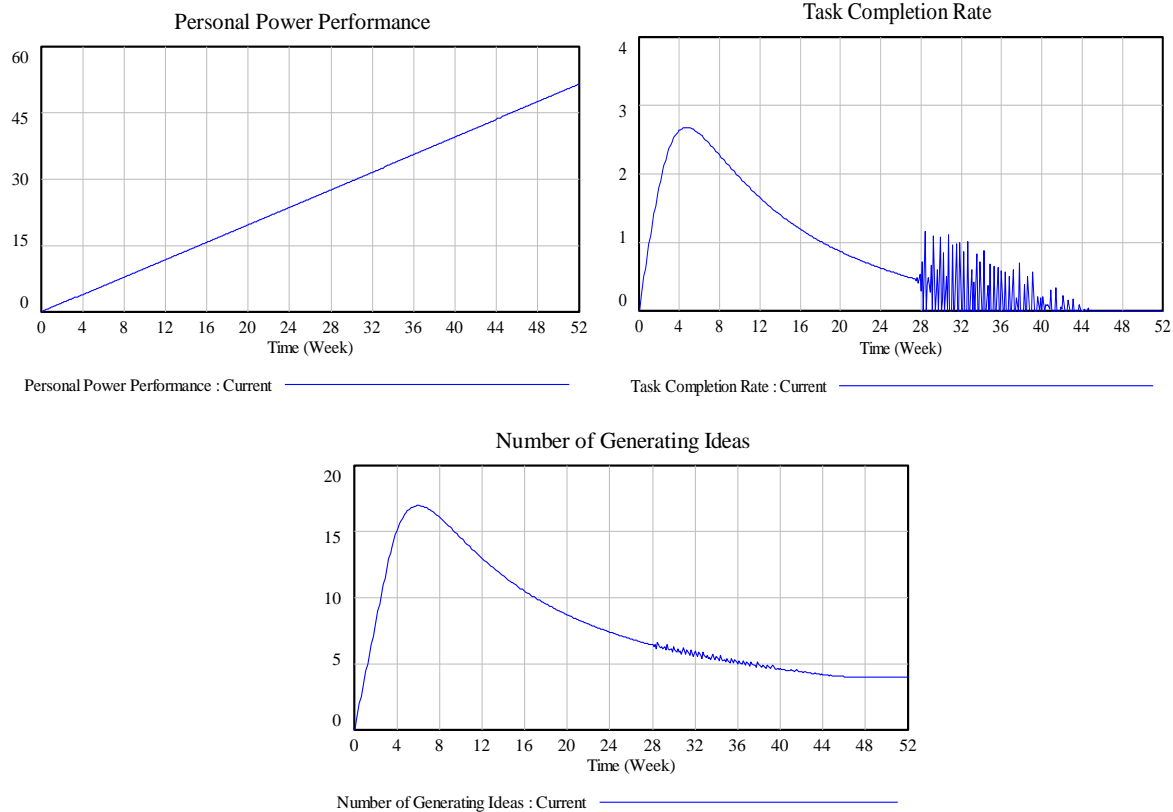 Personal Power Performance
60
45
30
15
0
0 4 8 12 16 20 24 28 32 36 40 44 48 52
Time (Week)
Personal Power Performance : Current
Task Completion Rate
4
3
2
1
0
0 4 8 12 16 20 24 28 32 36 40 44 48 52
Time (Week)
Task Completion Rate : Current
Number of Generating Ideas
20
15
10
5
0
0 4 8 12 16 20 24 28 32 36 40 44 48 52
Time (Week)
Number of Generating Ideas : Current